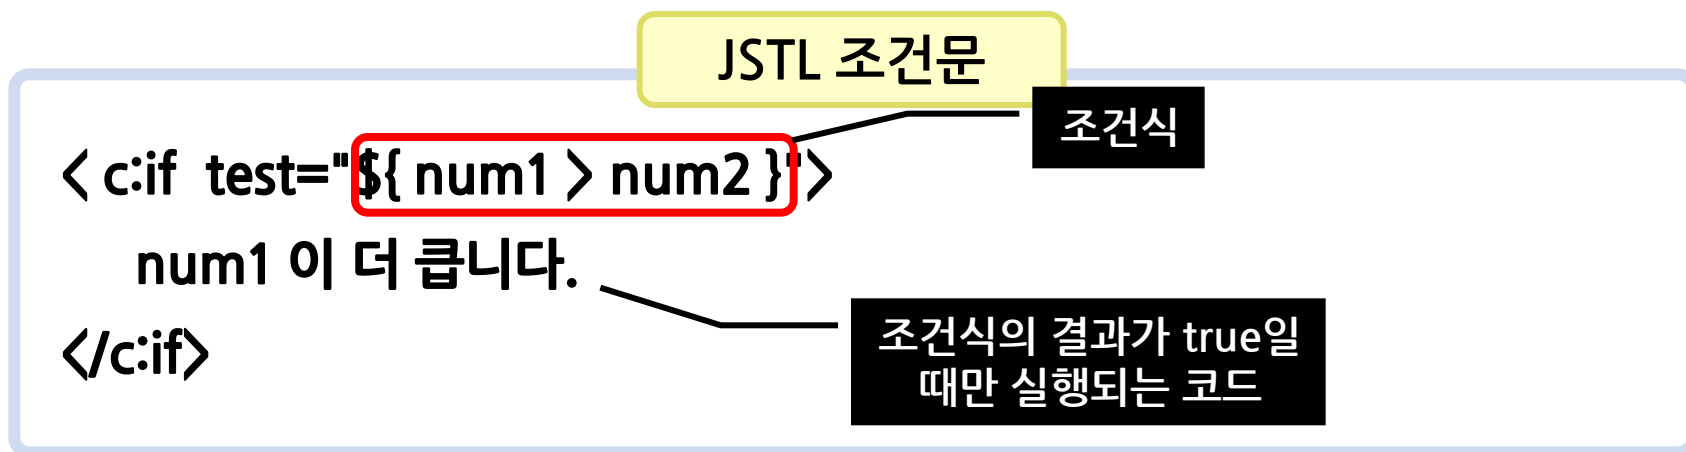 JSTL 조건문
조건식
< c:if test="${ num1 > num2 }">
num1 이 더 큽니다.
조건식의 결과가 true일
때만 실행되는 코드
</c:if>